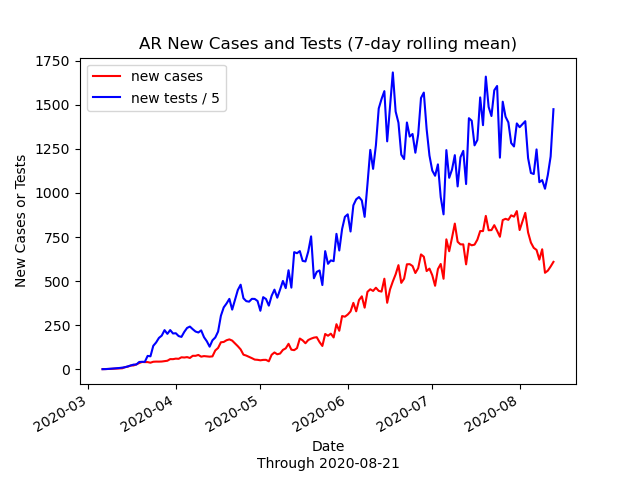 AR New Cases and Tests (7-day rolling mean)
new cases
new tests / 5
New Cases or Tests
1750
1500
1250
1000
750
500
250
0
2020-03
2020-04
2020-05
2020-06
2020-07
2020-08
Date
Through 2020-08-21